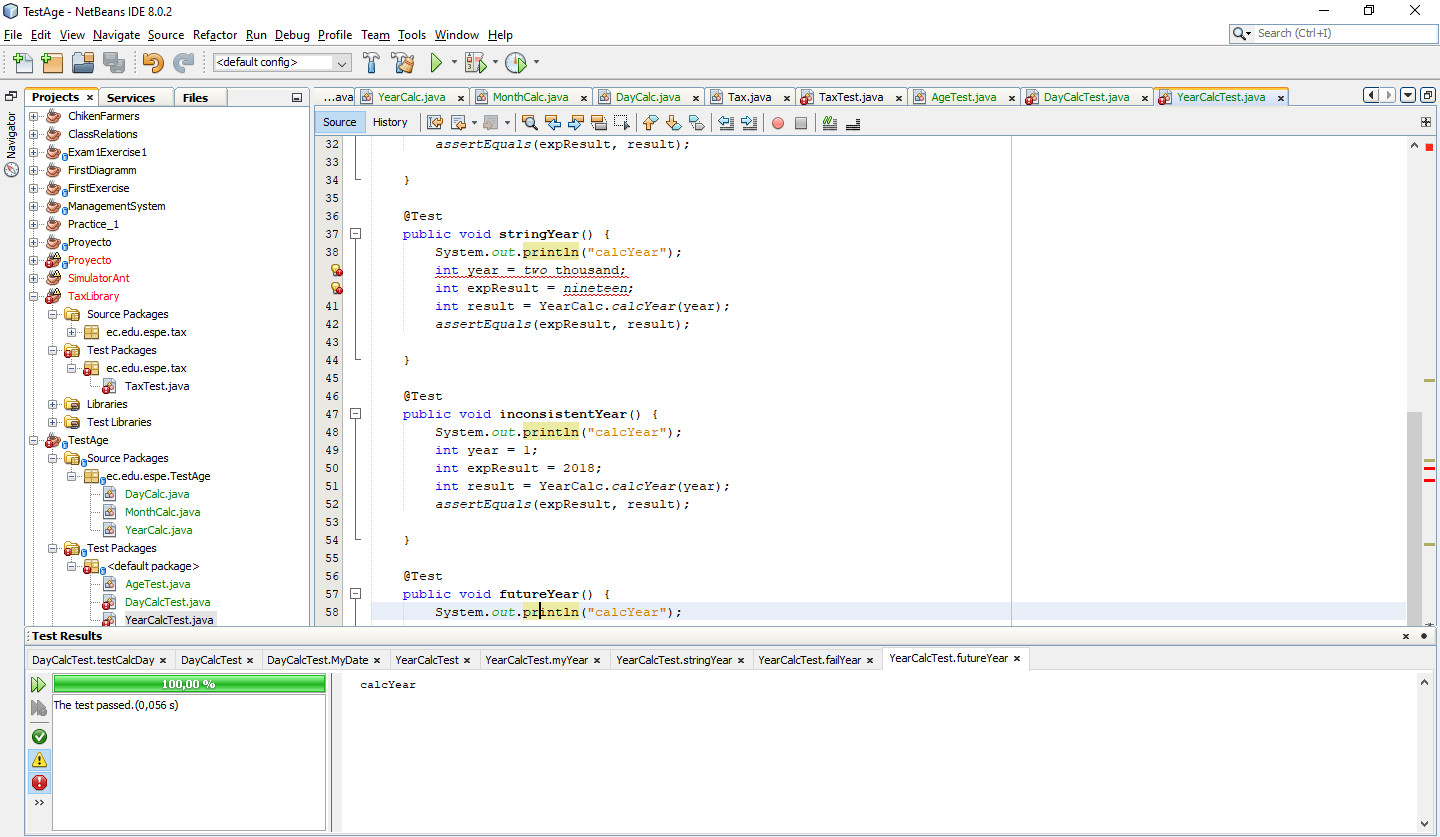 TestAge - NetBeans IDE 8.0.2
File Edit View Navigate Source Refactor Run Debug Profile Team Tools Window Help
Search (Ctrl+I)
<default config>
Projects Services Files
Navigator
ChikenFarmers
ClassRelations
Exam1Exercise1
FirstDiagramm
FirstExercise
ManagementSystem
Practice_1
Proyecto
Proyecto
SimulatorAnt
TaxLibrary
Source Packages
ec.edu.espe.tax
Test Packages
ec.edu.espe.tax
TaxTest.java
Libraries
Test Libraries
TestAge
Source Packages
ec.edu.espe.TestAge
DayCalc.java
MonthCalc.java
YearCalc.java
Test Packages
<default package>
AgeTest.java
DayCalcTest.java
YearCalcTest.java
...ava YearCalc.java MonthCalc.java DayCalc.java Tax.java TaxTest.java AgeTest.java DayCalcTest.java YearCalcTest.java
Source History
32 assertEquals(expResult, result);
33
34 }
35
36 @Test
37 public void stringYear() {
38 System.out.println("calcYear");
int year = two thousand;
int expResult = nineteen;
41 int result = YearCalc.calcYear(year);
42 assertEquals(expResult, result);
43
44 }
45
46 @Test
47 public void inconsistentYear() {
48 System.out.println("calcYear");
49 int year = 1;
50 int expResult = 2018;
51 int result = YearCalc.calcYear(year);
52 assertEquals(expResult, result);
53
54 }
55
56 @Test
57 public void futureYear() {
58 System.out.println("calcYear");
Test Results
DayCalcTest.testCalcDay DayCalcTest DayCalcTest.MyDate YearCalcTest YearCalcTest.myYear YearCalcTest.stringYear YearCalcTest.failYear YearCalcTest.futureYear
100,00 %
The test passed.(0,056 s)
calcYear